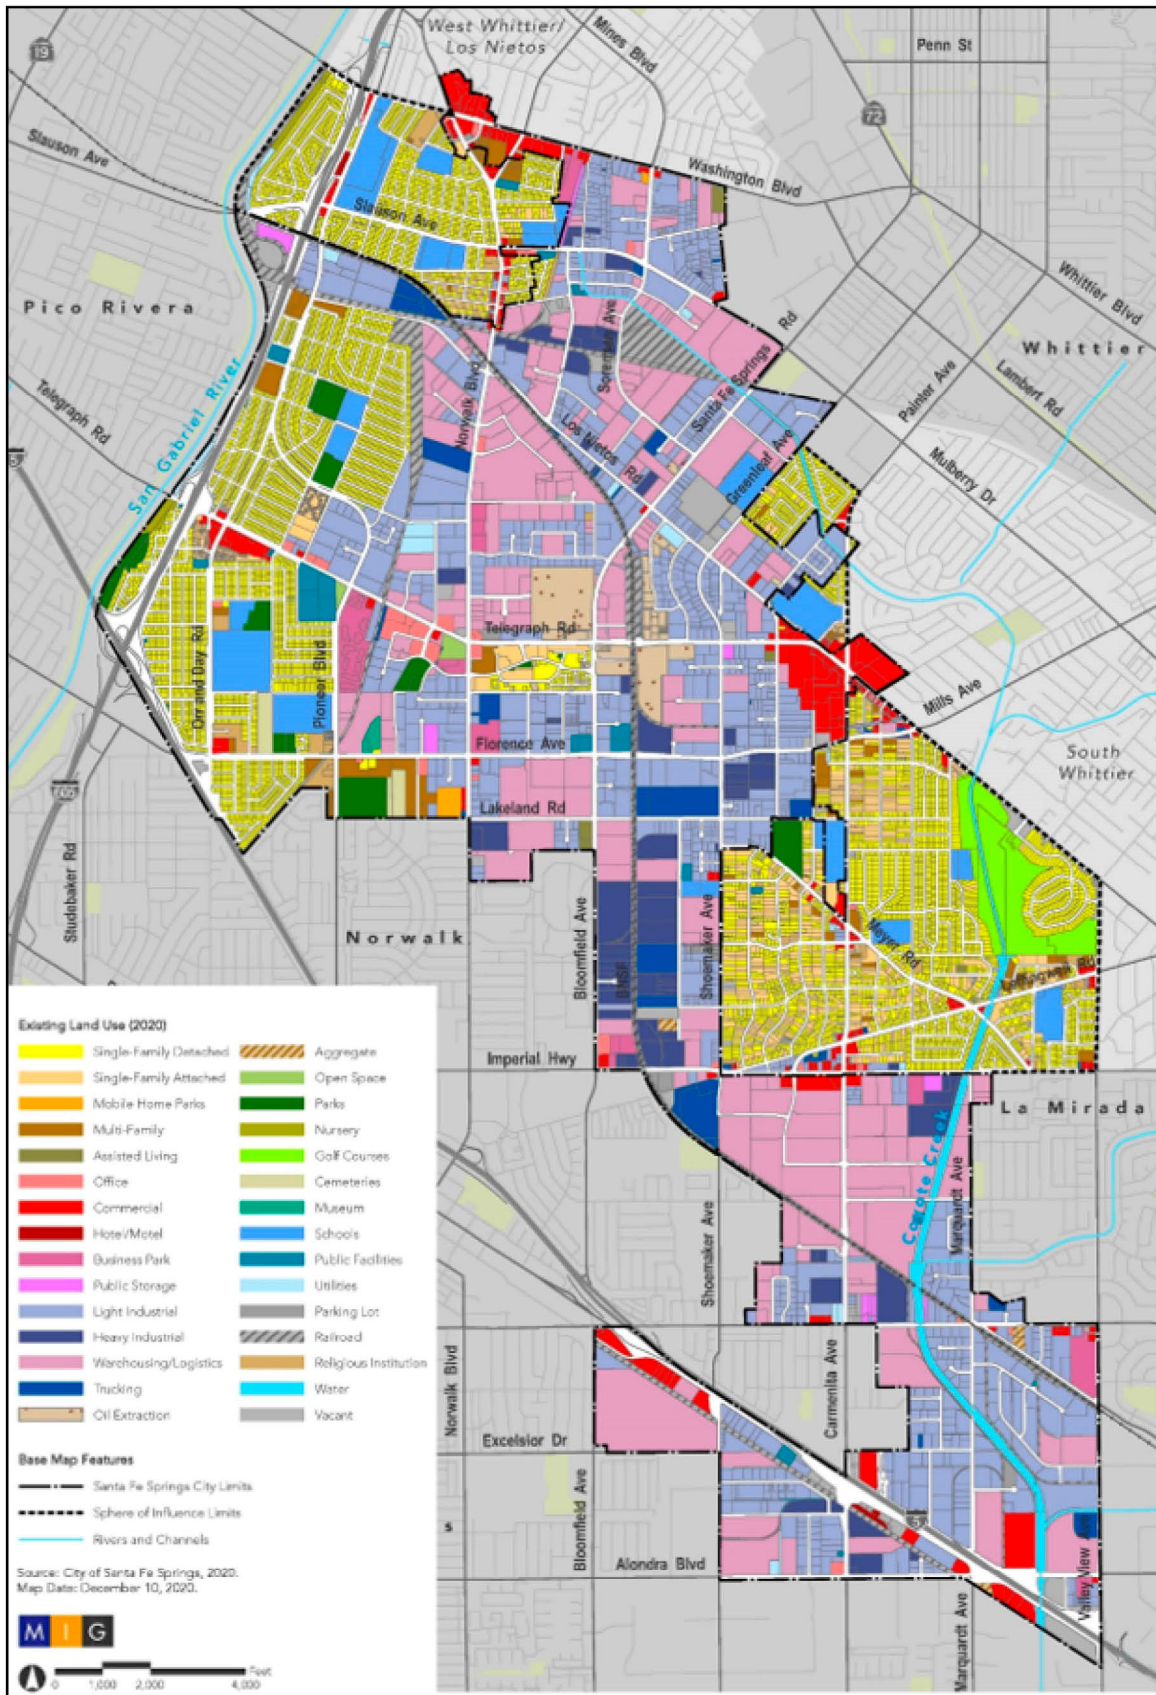 West Whittier/
Los Nietos
Mines Blvd
Penn St
19
72
Slauson Ave
Washington Blvd
Slauson Ave
Whittier Blvd
Pico Rivera
Sorensen Ave
Rd
Whittier
San Gabriel River
Telegraph Rd
Norwalk Blvd
Santa Fe Springs
Painter Ave
Lambert Rd
Los Nietos Rd
Greenleaf Ave
Mulberry Dr
Telegraph Rd
Orr and Day Rd
Pioneer Blvd
Mills Ave
Florence Ave
South
Whittier
605
Lakeland Rd
Studebaker Rd
Norwalk
Bloomfield Ave
BNSF
Shoemaker Ave
Meyer Rd
Leffingwell Rd
Imperial Hwy
La Mirada
Coyote Creek
Marquardt Ave
Shoemaker Ave
Norwalk Blvd
Carmenita Ave
Excelsior Dr
Bloomfield Ave
Alondra Blvd
Valley View Ave
Marquardt Ave
s
Existing Land Use (2020)
Single-Family Detached
Single-Family Attached
Mobile Home Parks
Multi-Family
Assisted Living
Office
Commercial
Hotel/Motel
Business Park
Public Storage
Light Industrial
Heavy Industrial
Warehousing/Logistics
Trucking
Oil Extraction
Aggregate
Open Space
Parks
Nursery
Golf Courses
Cemeteries
Museum
Schools
Public Facilities
Utilities
Parking Lot
Railroad
Religious Institution
Water
Vacant
Base Map Features
Santa Fe Springs City Limits
Sphere of Influence Limits
Rivers and Channels
Source: City of Santa Fe Springs, 2020.
Map Date: December 10, 2020.
M I G
0 1,000 2,000 4,000 Feet